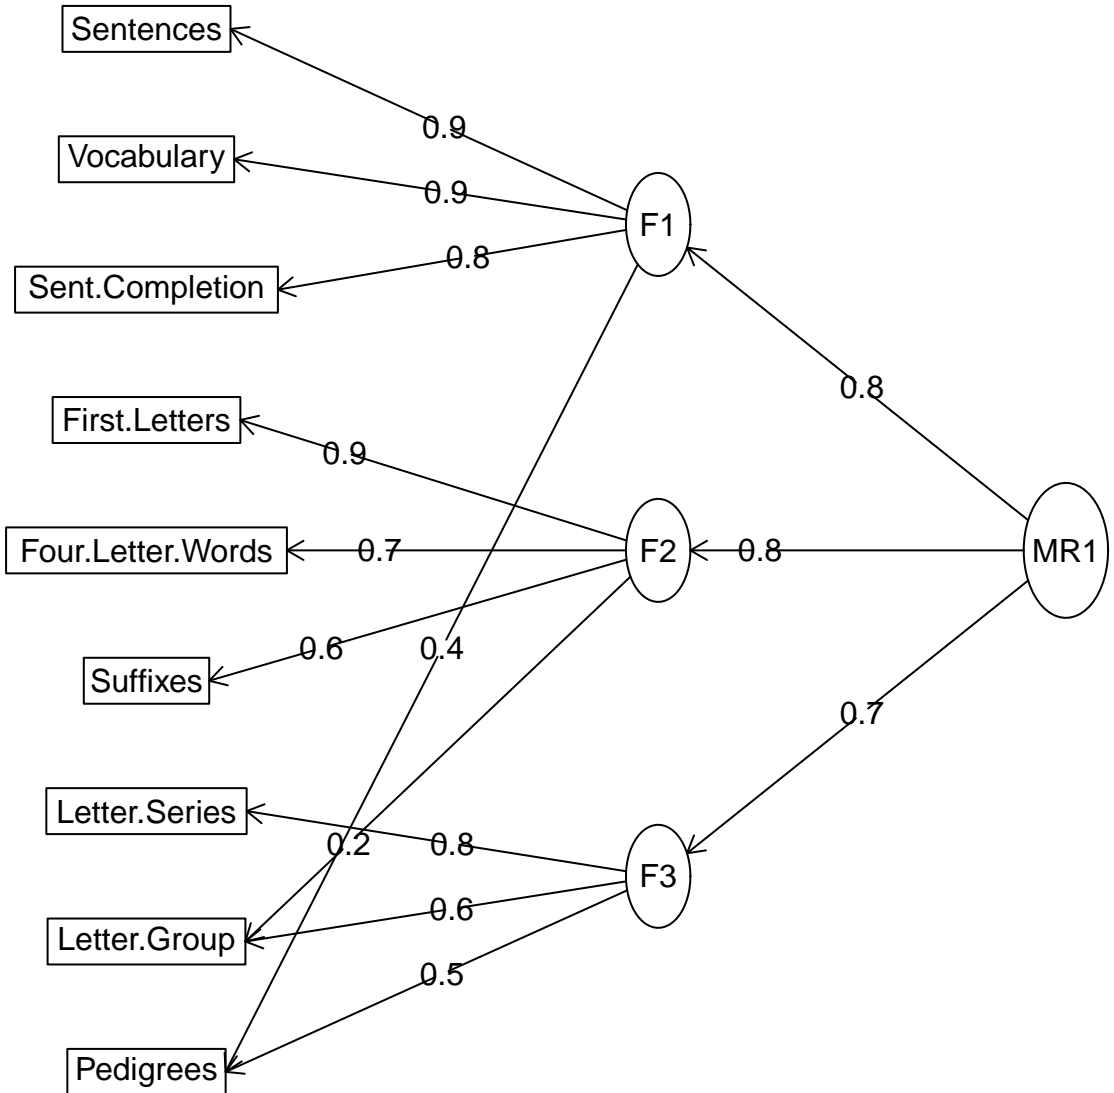 Sentences
0.9
Vocabulary
0.9
F1
Sent.Completion
0.8
0.8
First.Letters
0.9
Four.Letter.Words
0.7
F2
0.8
MR1
Suffixes
0.6
0.4
0.7
Letter.Series
0.2
0.8
F3
Letter.Group
0.6
0.5
Pedigrees